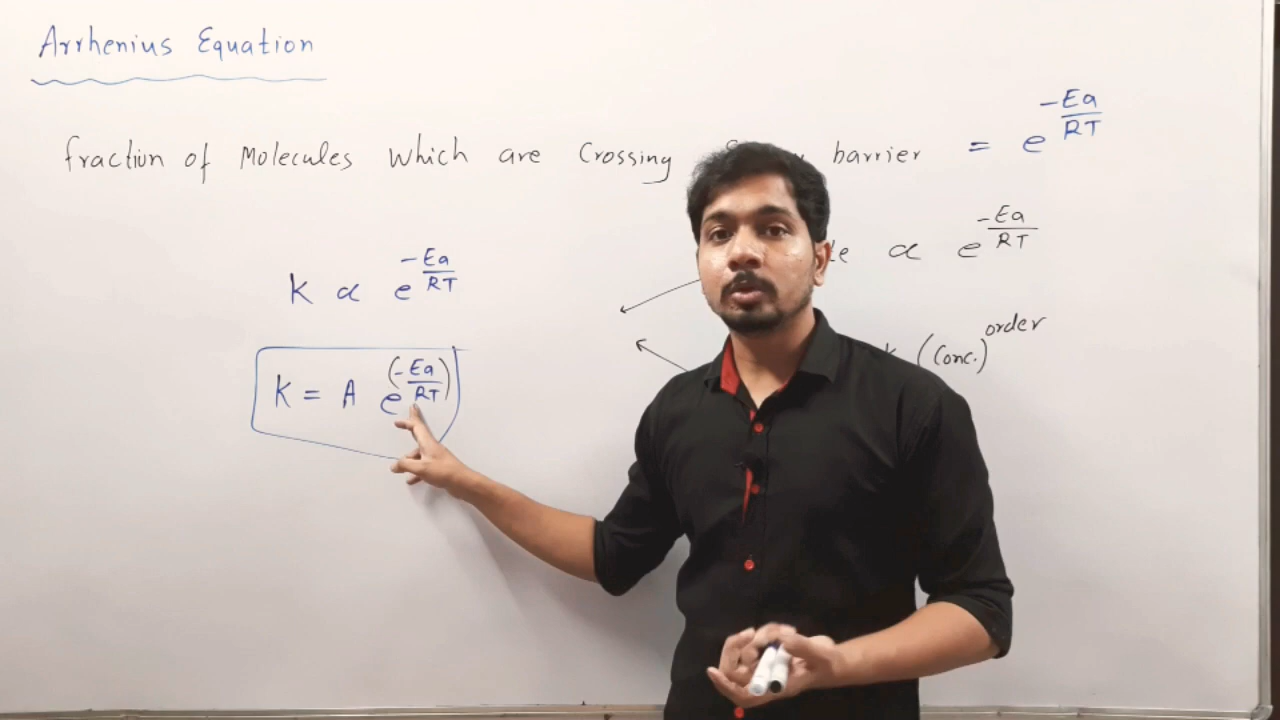 Arrhenius Equation
fraction of Molecules which are crossing barrier = e^(-Ea/RT)
∝ e^(-Ea/RT)
K ∝ e^(-Ea/RT)
(Conc.)^order
K = A e^(-Ea/RT)